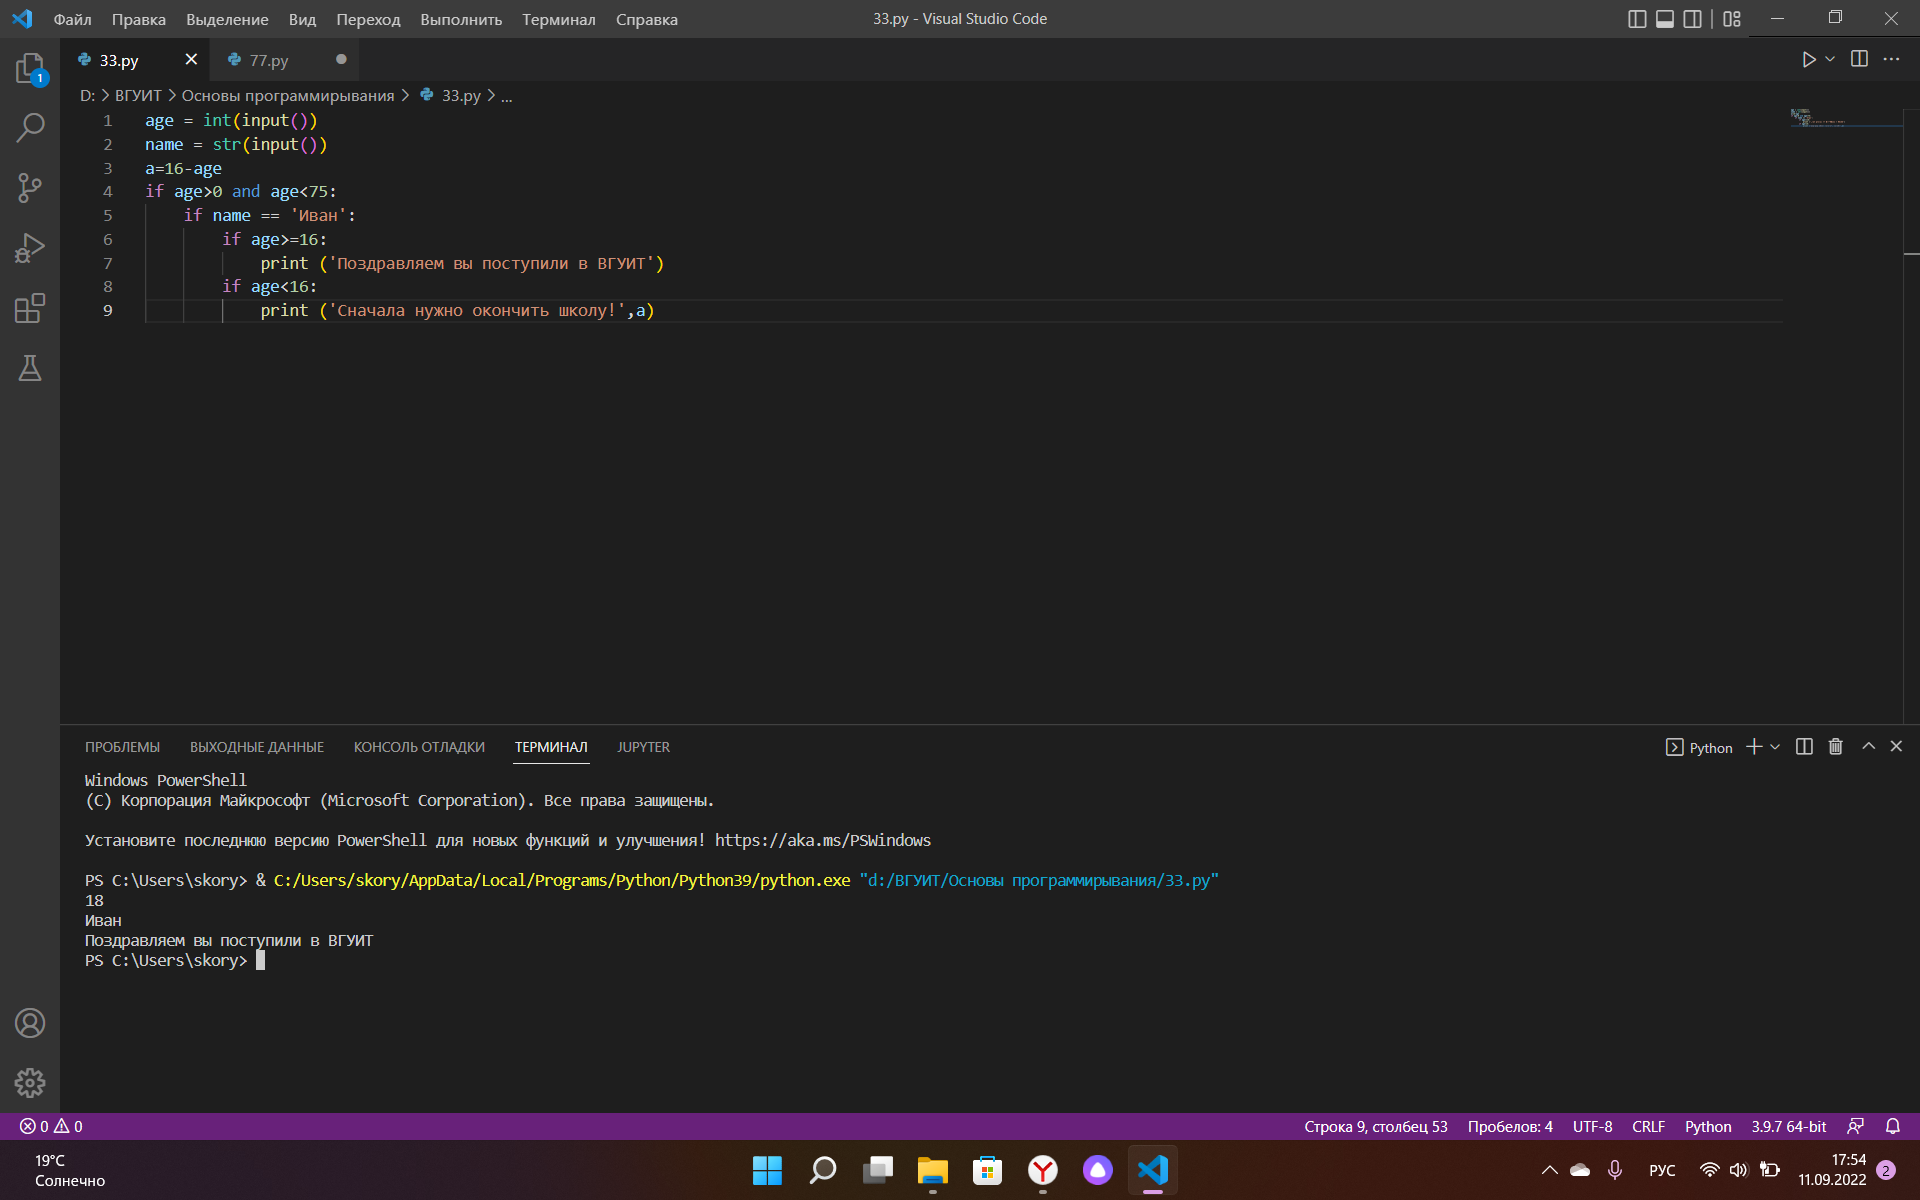 Файл Правка Выделение Вид Переход Выполнить Терминал Справка 33.py - Visual Studio Code
1
33.py 77.py
D: > ВГУИТ > Основы программирывания > 33.py > ...
1 age = int(input())
2 name = str(input())
3 a=16-age
4 if age>0 and age<75:
5 if name == 'Иван':
6 if age>=16:
7 print ('Поздравляем вы поступили в ВГУИТ')
8 if age<16:
9 print ('Сначала нужно окончить школу!',a)
ПРОБЛЕМЫ ВЫХОДНЫЕ ДАННЫЕ КОНСОЛЬ ОТЛАДКИ ТЕРМИНАЛ JUPYTER Python
Windows PowerShell
(C) Корпорация Майкрософт (Microsoft Corporation). Все права защищены.
Установите последнюю версию PowerShell для новых функций и улучшения! https://aka.ms/PSWindows
PS C:\Users\skory> & C:/Users/skory/AppData/Local/Programs/Python/Python39/python.exe "d:/ВГУИТ/Основы программирывания/33.py"
18
Иван
Поздравляем вы поступили в ВГУИТ
PS C:\Users\skory>
0 0 Строка 9, столбец 53 Пробелов: 4 UTF-8 CRLF Python 3.9.7 64-bit
19°C
Солнечно
РУС
17:54
11.09.2022
2